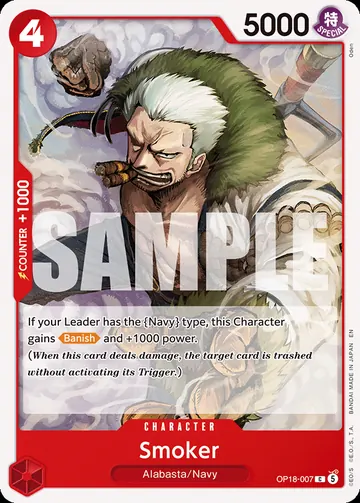 4
5000
特
SPECIAL
Oden
COUNTER +1000
SAMPLE
If your Leader has the {Navy} type, this Character
gains Banish and +1000 power.
(When this card deals damage, the target card is trashed
without activating its Trigger.)
CHARACTER
Smoker
Alabasta/Navy
OP18-007 C 5
©E.O./S. ©E.O./S., T.A. BANDAI MADE IN JAPAN EN